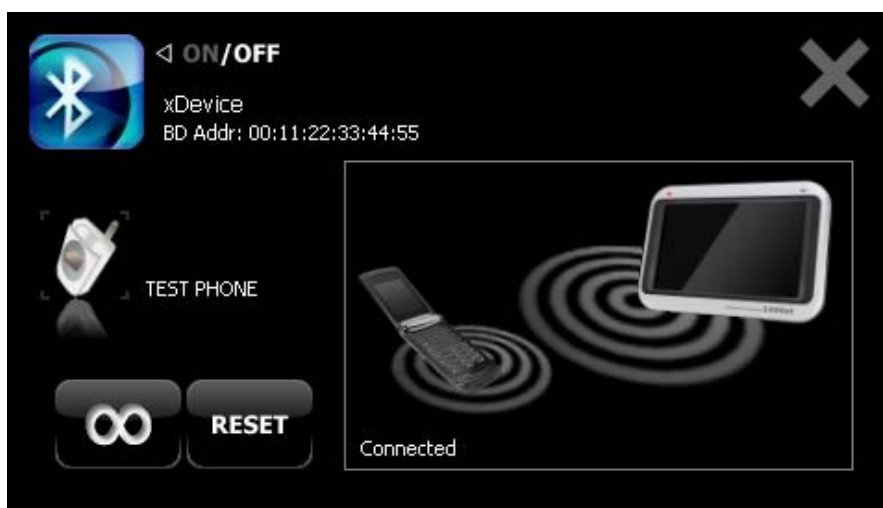 ON/OFF
xDevice
BD Addr: 00:11:22:33:44:55
TEST PHONE
RESET
Connected